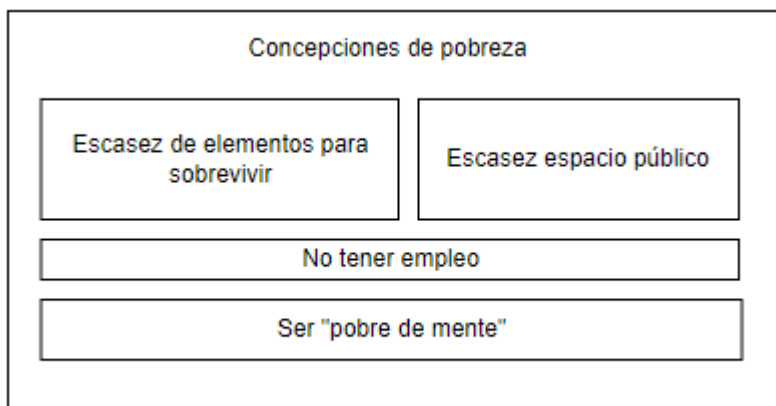 Concepciones de pobreza
Escasez de elementos para
sobrevivir
Escasez espacio público
No tener empleo
Ser "pobre de mente"